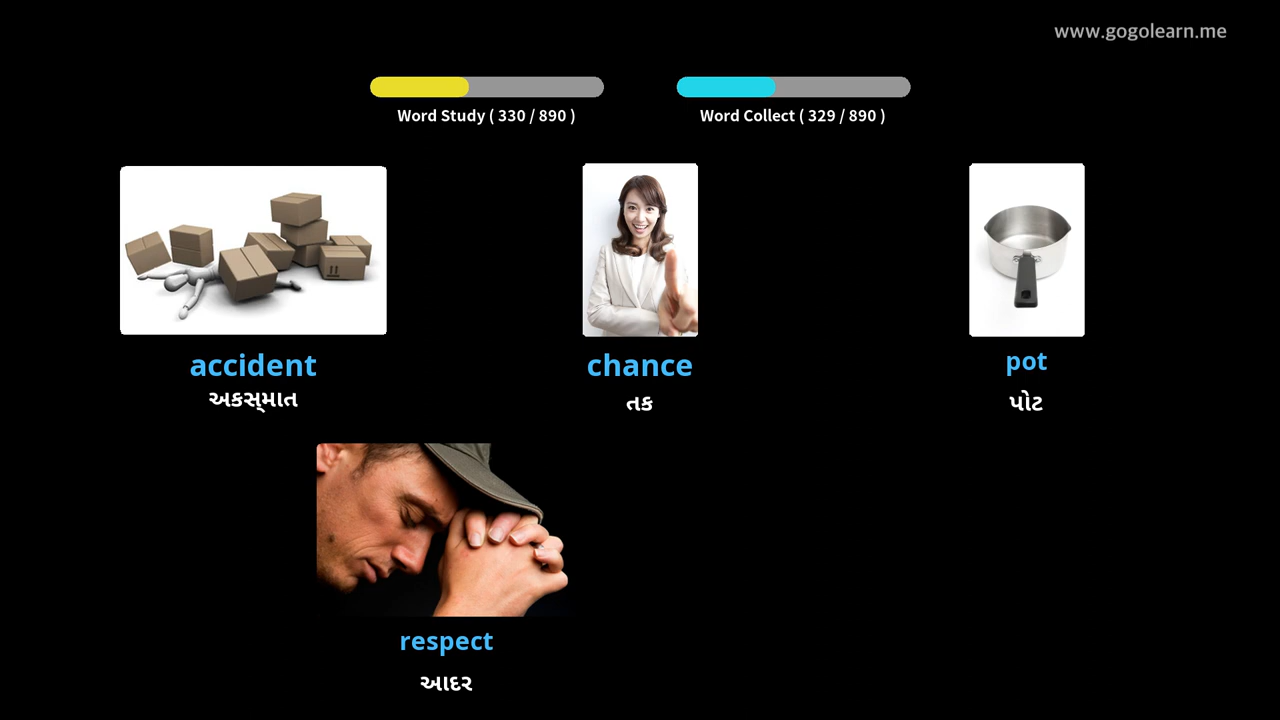 www.gogolearn.me
Word Study ( 330 / 890 )
Word Collect ( 329 / 890 )
accident
અકસ્માત
chance
તક
pot
પોટ
respect
આદર